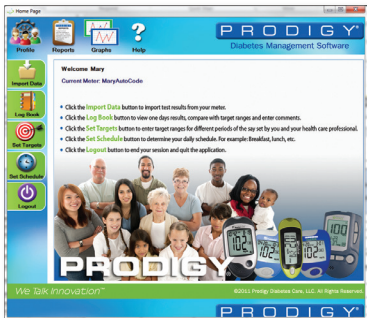 Home Page
PRODIGY®
Profile
Reports
Graphs
Help
Diabetes Management Software
Import Data
Log Book
Set Targets
Set Schedule
Logout
Welcome Mary
Current Meter: MaryAutoCode
• Click the Import Data button to import test results from your meter.
• Click the Log Book button to view one days results, compare with target ranges and enter comments.
• Click the Set Targets button to enter target ranges for different periods of the say set by you and your health care professional.
• Click the Set Schedule button to determine your daily schedule. For example: Breakfast, lunch, etc.
• Click the Logout button to end your session and quit the application.
PRODIGY
102
102
102
100
We Talk Innovation™
©2011 Prodigy Diabetes Care, LLC. All Rights Reserved.
PRODIGY®